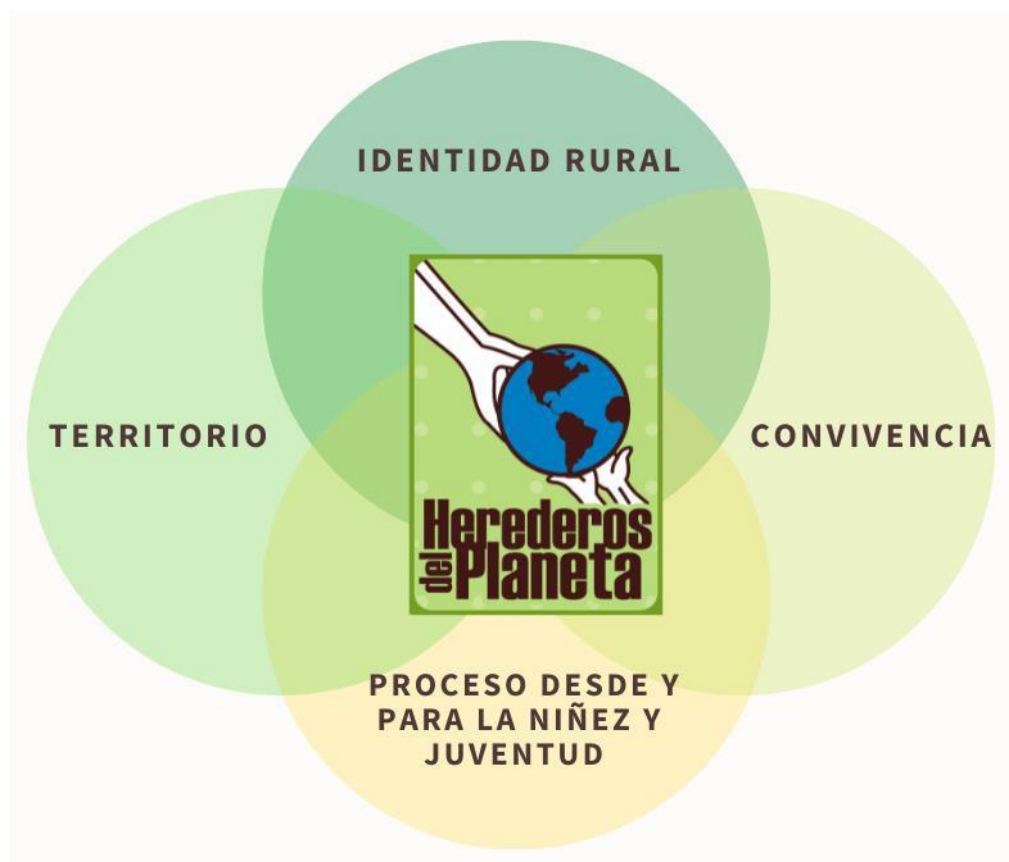 IDENTIDAD RURAL
TERRITORIO
CONVIVENCIA
Herederos
del Planeta
PROCESO DESDE Y
PARA LA NIÑEZ Y
JUVENTUD